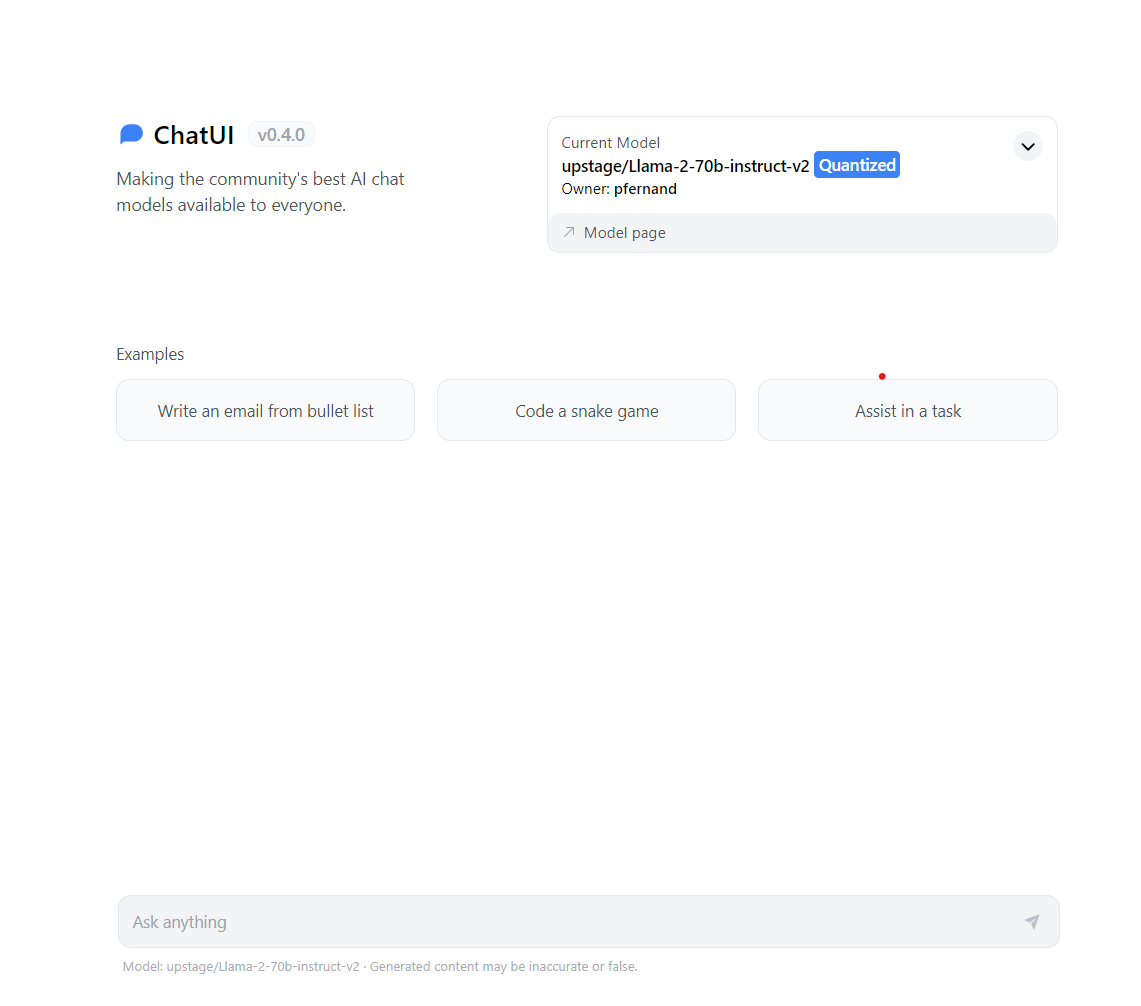 ChatUI v0.4.0
Making the community's best AI chat
models available to everyone.
Current Model
upstage/Llama-2-70b-instruct-v2 Quantized
Owner: pfernand
Model page
Examples
Write an email from bullet list
Code a snake game
Assist in a task
Ask anything
Model: upstage/Llama-2-70b-instruct-v2 · Generated content may be inaccurate or false.